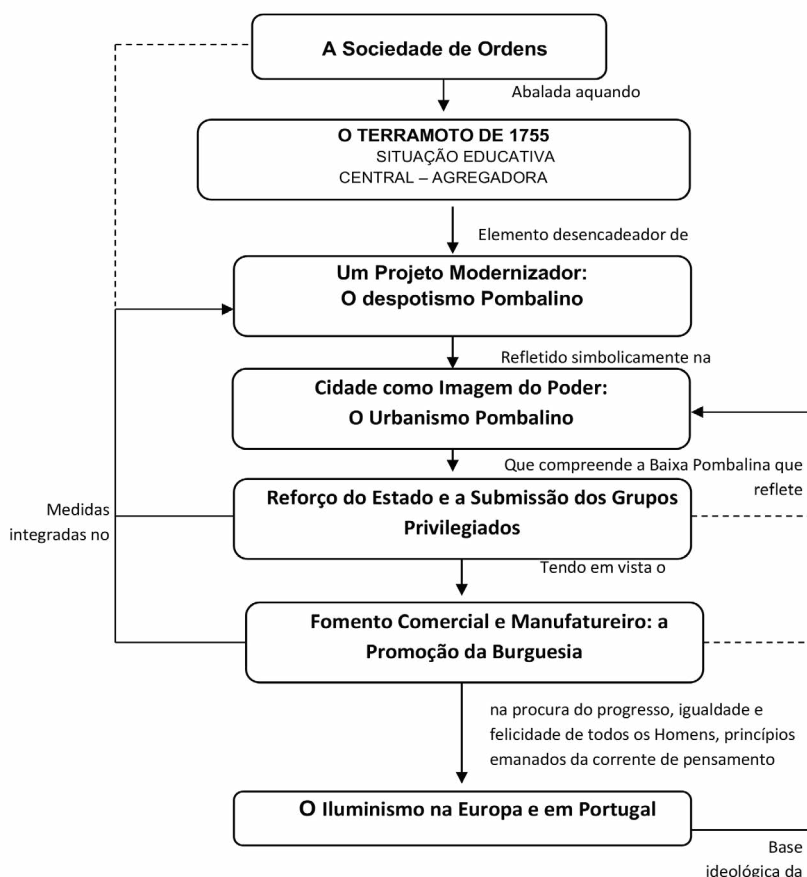 A Sociedade de Ordens
Abalada aquando
O TERRAMOTO DE 1755
SITUAÇÃO EDUCATIVA
CENTRAL – AGREGADORA
Elemento desencadeador de
Um Projeto Modernizador:
O despotismo Pombalino
Refletido simbolicamente na
Cidade como Imagem do Poder:
O Urbanismo Pombalino
Que compreende a Baixa Pombalina que
reflete
Medidas
integradas no
Reforço do Estado e a Submissão dos Grupos
Privilegiados
Tendo em vista o
Fomento Comercial e Manufatureiro: a
Promoção da Burguesia
na procura do progresso, igualdade e
felicidade de todos os Homens, princípios
emanados da corrente de pensamento
O Iluminismo na Europa e em Portugal
Base
ideológica da